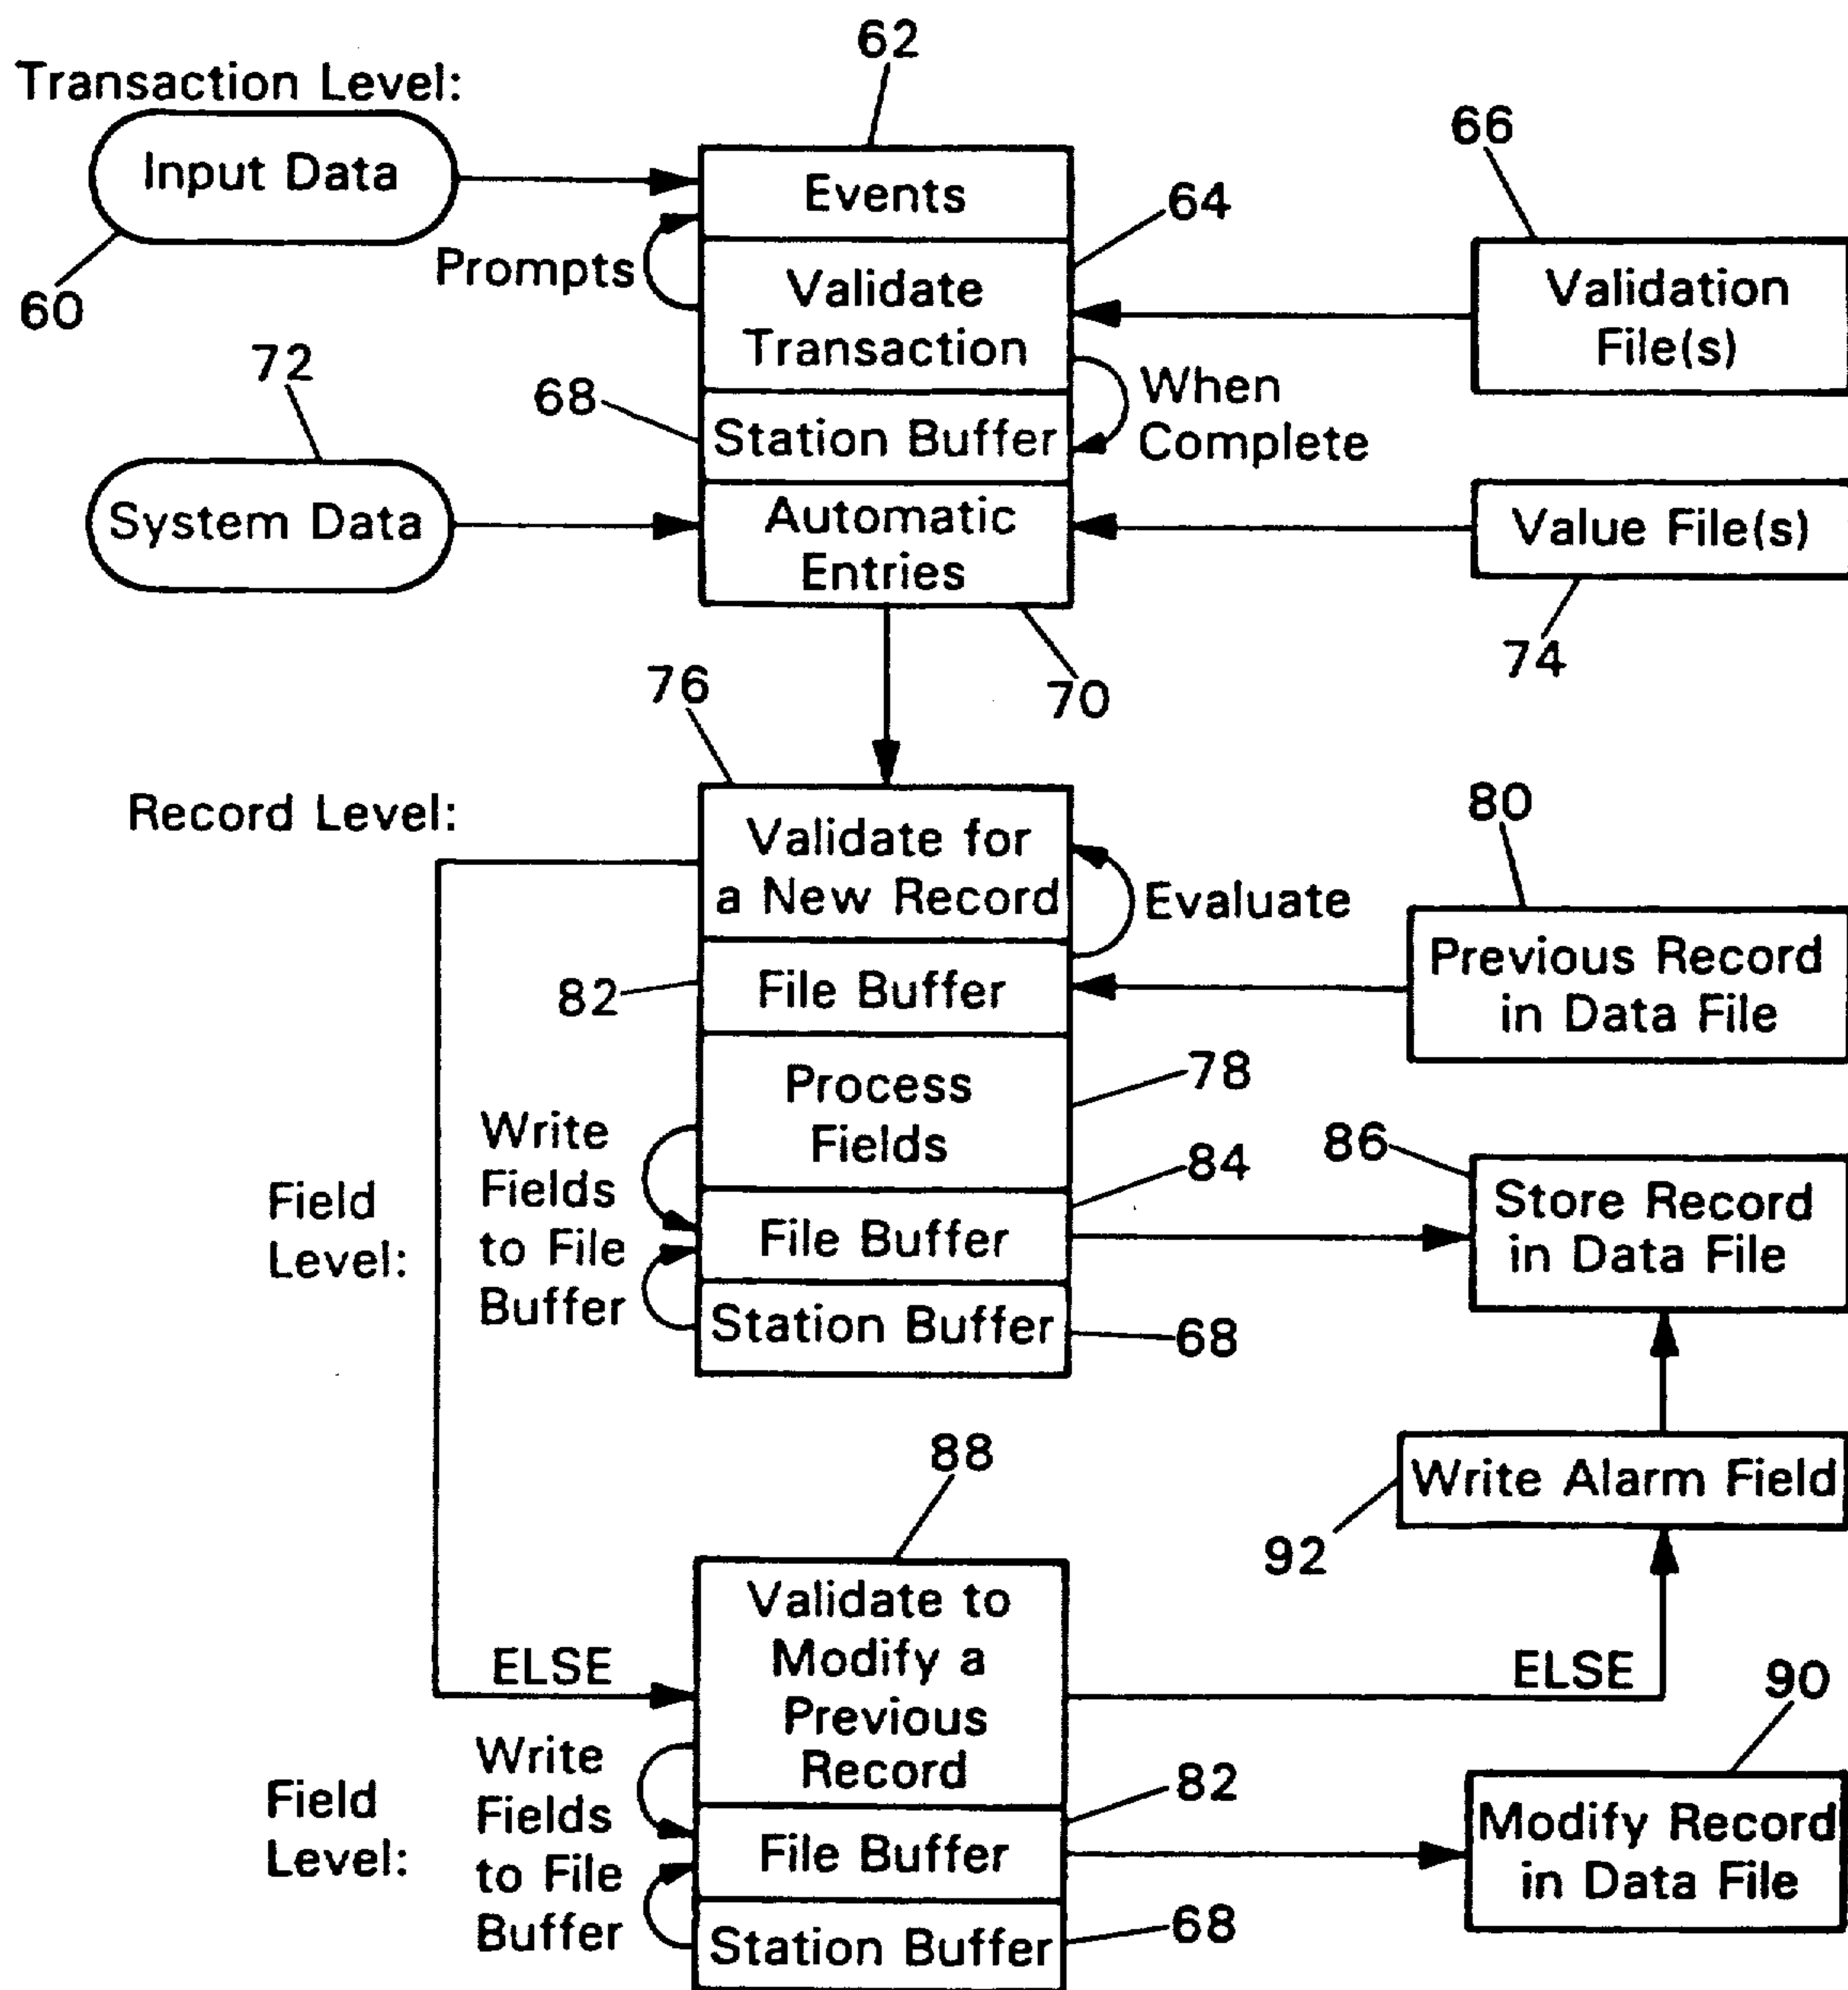 62
Transaction Level:
Input Data
Events
66
64
Prompts
Validate
Transaction
Validation
File(s)
60
72
68
When
Complete
Station Buffer
System Data
Automatic
Entries
Value File(s)
74
76
70
Record Level:
Validate for
a New Record
80
Evaluate
Previous Record
in Data File
82
File Buffer
Process
Fields
78
Write
Fields
to File
Buffer
86
84
Field
Level:
Store Record
in Data File
File Buffer
Station Buffer
68
88
Write Alarm Field
92
Validate to
Modify a
Previous
Record
ELSE
ELSE
90
Write
Fields
to File
Buffer
82
Field
Level:
File Buffer
Modify Record
in Data File
Station Buffer
68